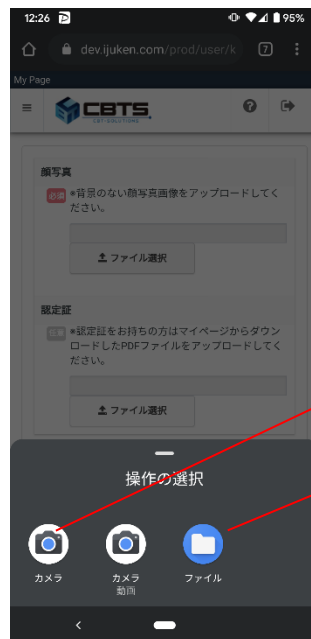 12:26
95%
dev.ijuken.com/prod/user/k
7
My Page
CBTS
CBT-SOLUTIONS
顔写真
必須
※背景のない顔写真画像をアップロードしてく
ださい。
ファイル選択
認定証
任意
※認定証をお持ちの方はマイページからダウン
ロードしたPDFファイルをアップロードしてく
ださい。
ファイル選択
操作の選択
カメラ
カメラ
動画
ファイル